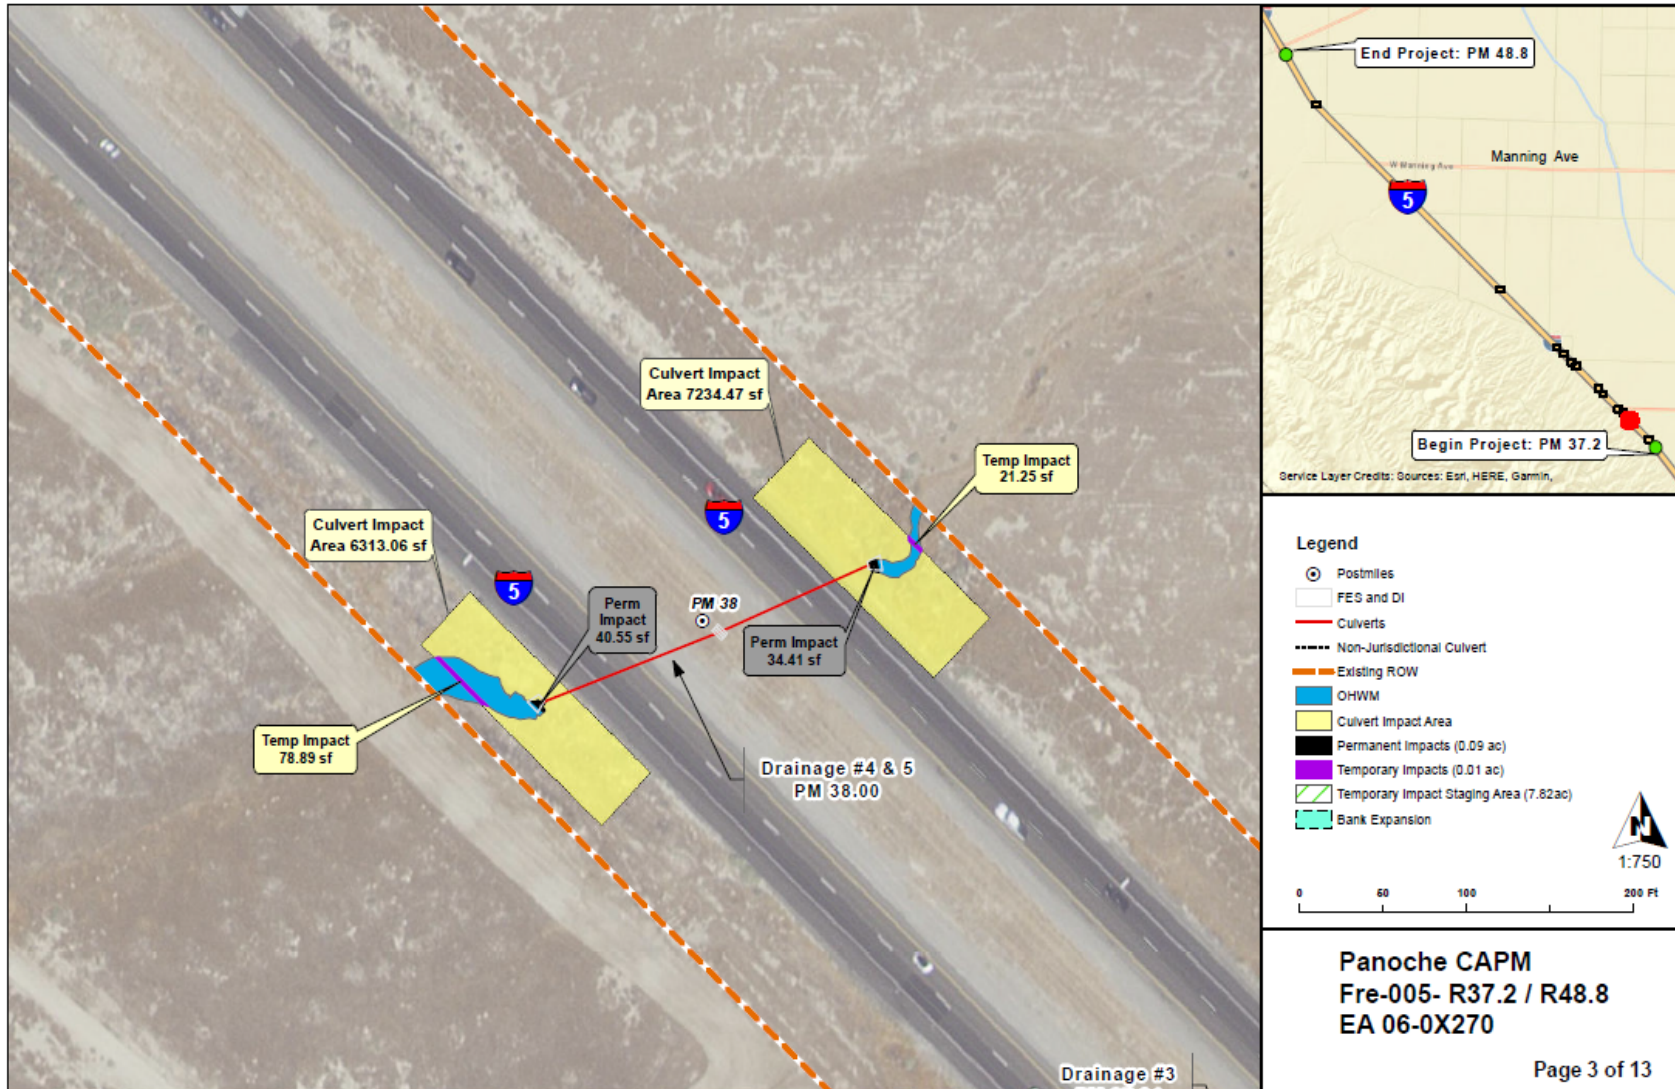 Culvert Impact
Area 7234.47 sf
Temp Impact
21.25 sf
5
Culvert Impact
Area 6313.06 sf
5
Perm
Impact
40.55 sf
PM 38
Perm Impact
34.41 sf
Temp Impact
78.89 sf
Drainage #4 & 5
PM 38.00
Drainage #3
End Project: PM 48.8
W Manning Ave
Manning Ave
5
Begin Project: PM 37.2
Service Layer Credits: Sources: Esri, HERE, Garmin,
Legend
Postmiles
FES and DI
Culverts
Non-Jurisdictional Culvert
Existing ROW
OHWM
Culvert Impact Area
Permanent Impacts (0.09 ac)
Temporary Impacts (0.01 ac)
Temporary Impact Staging Area (7.82ac)
Bank Expansion
N
1:750
0 50 100 200 Ft
Panoche CAPM
Fre-005- R37.2 / R48.8
EA 06-0X270
Page 3 of 13